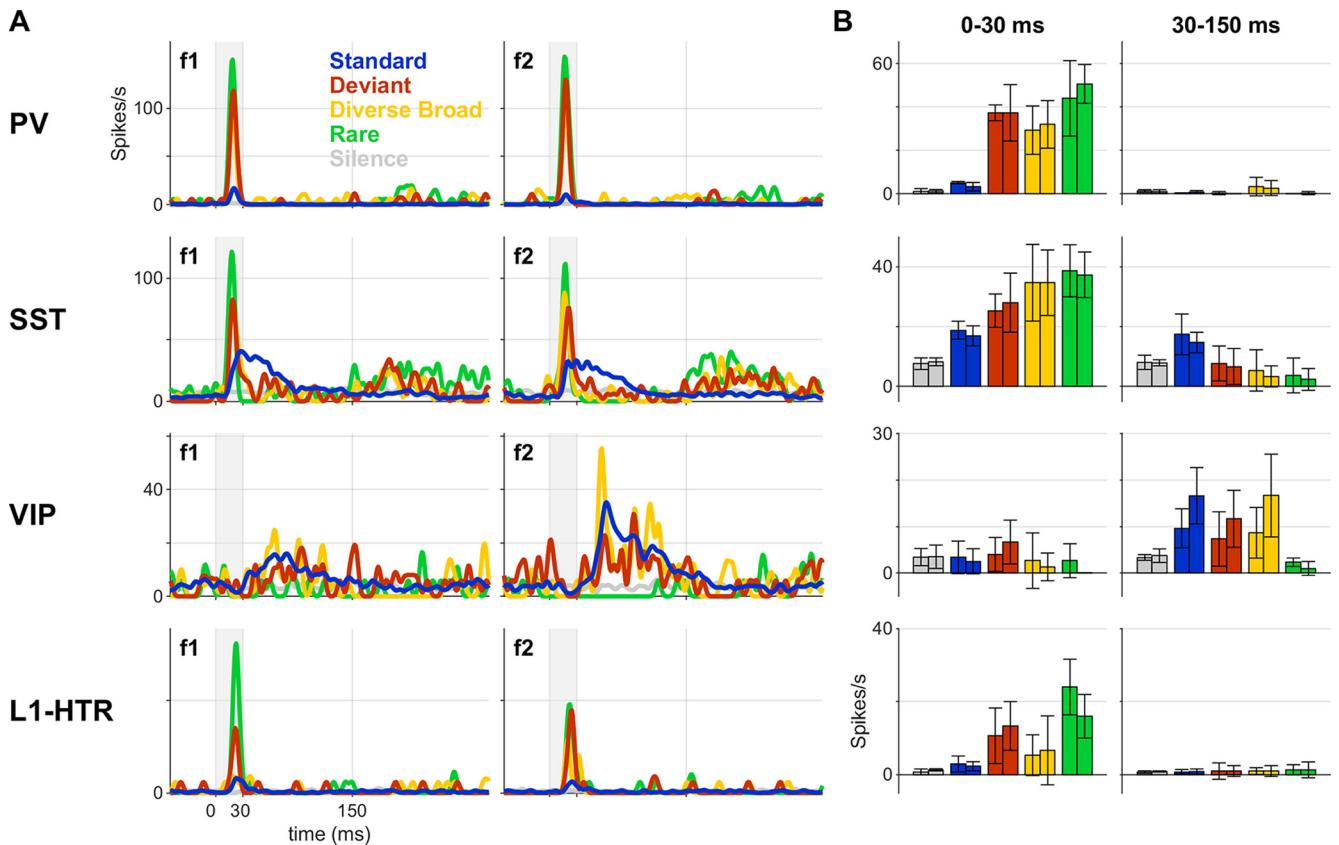 A
B
0-30 ms
30-150 ms
PV
Spikes/s
100
0
f1
Standard
Deviant
Diverse Broad
Rare
Silence
f2
60
0
SST
100
0
f1
f2
40
0
VIP
40
0
f1
f2
30
0
L1-HTR
f1
f2
0 30 150
time (ms)
Spikes/s
40
0